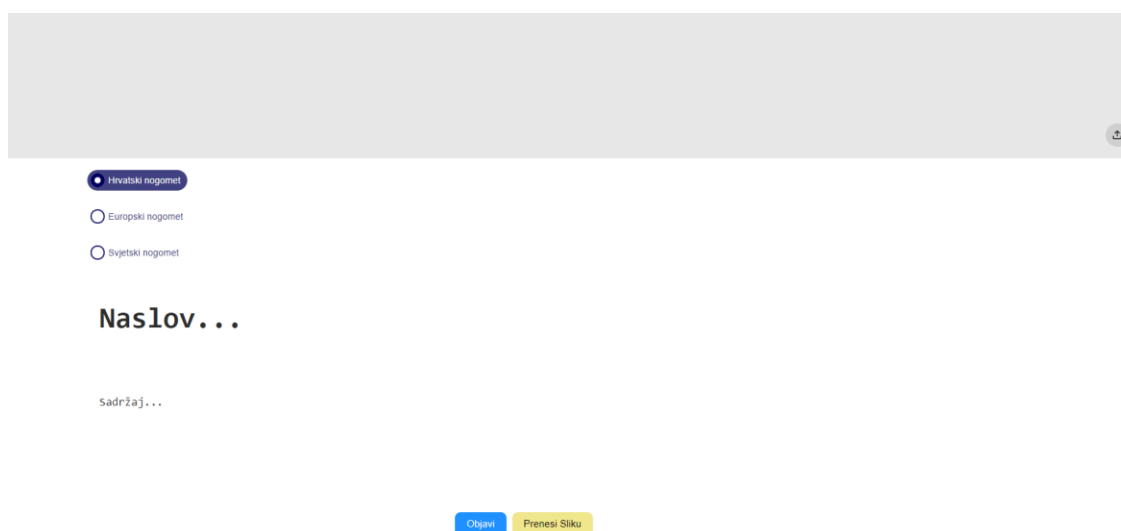 Hrvatski nogomet
Europski nogomet
Svjetski nogomet
Naslov...
Sadržaj...
Objavi Prenesi Sliku